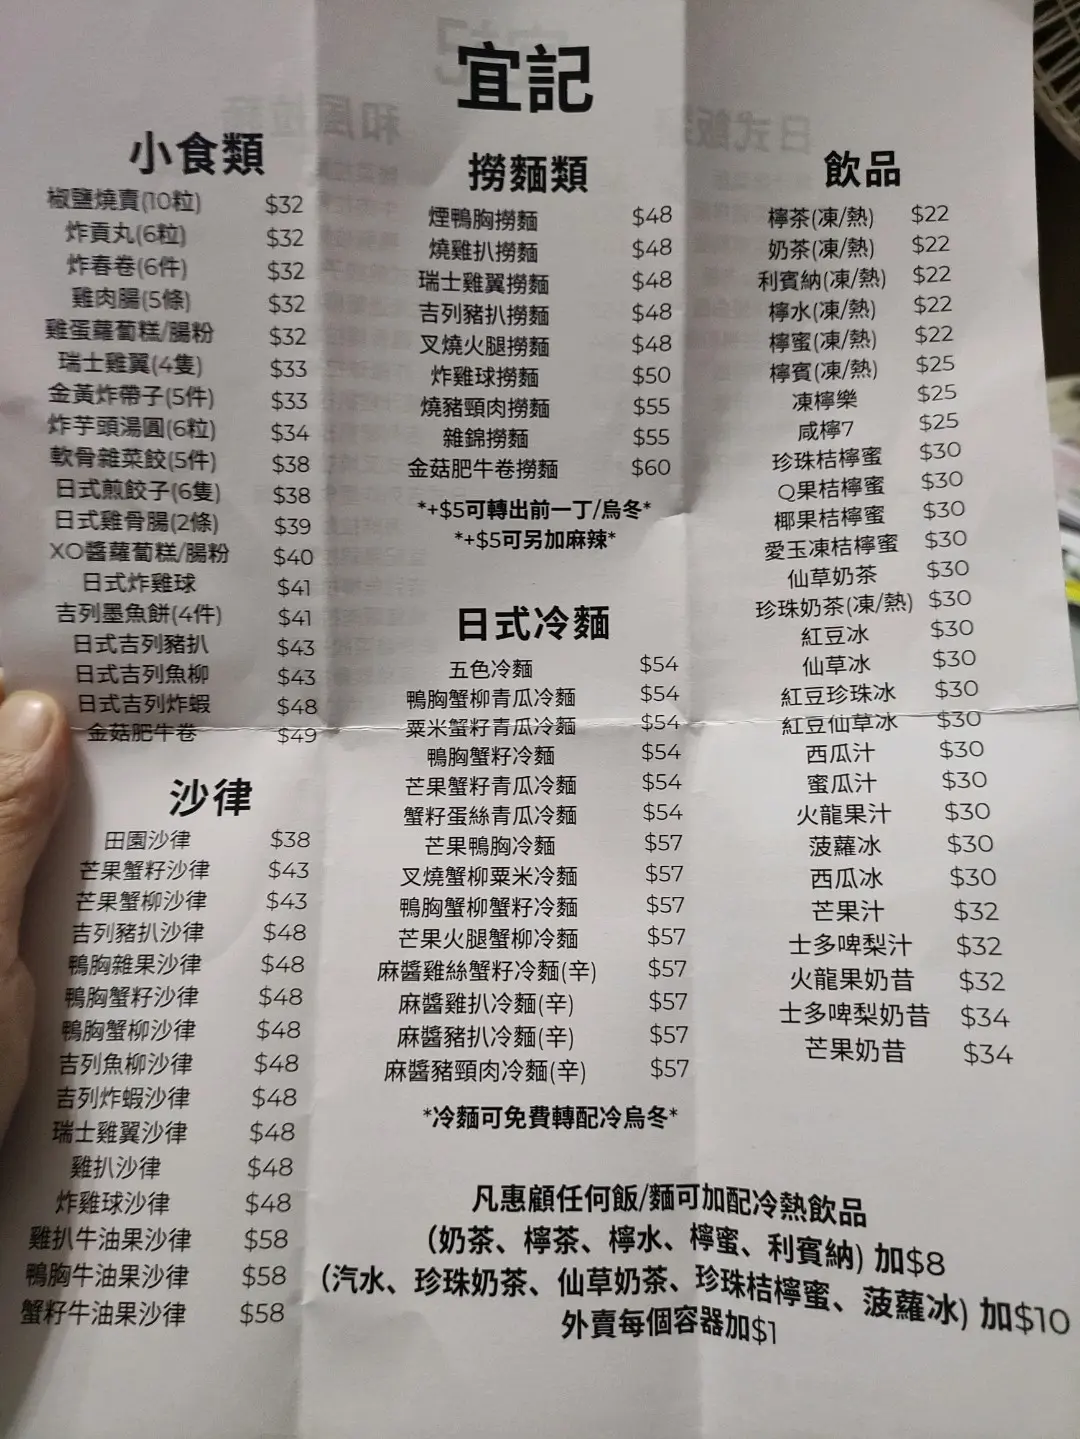 宜記
小食類
椒鹽燒賣(10粒) $32
炸貢丸(6粒) $32
炸春卷(6件) $32
雞肉腸(5條) $32
雞蛋蘿蔔糕/腸粉 $32
瑞士雞翼(4隻) $33
金黃炸帶子(5件) $33
炸芋頭湯圓(6粒) $34
軟骨雜菜餃(5件) $38
日式煎餃子(6隻) $38
日式雞骨腸(2條) $39
XO醬蘿蔔糕/腸粉 $40
日式炸雞球 $41
吉列墨魚餅(4件) $41
日式吉列豬扒 $43
日式吉列魚柳 $43
日式吉列炸蝦 $48
金菇肥牛卷 $49
沙律
田園沙律 $38
芒果蟹籽沙律 $43
芒果蟹柳沙律 $43
吉列豬扒沙律 $48
鴨胸雜果沙律 $48
鴨胸蟹籽沙律 $48
鴨胸蟹柳沙律 $48
吉列魚柳沙律 $48
吉列炸蝦沙律 $48
瑞士雞翼沙律 $48
雞扒沙律 $48
炸雞球沙律 $48
雞扒牛油果沙律 $58
鴨胸牛油果沙律 $58
蟹籽牛油果沙律 $58
撈麵類
煙鴨胸撈麵 $48
燒雞扒撈麵 $48
瑞士雞翼撈麵 $48
吉列豬扒撈麵 $48
叉燒火腿撈麵 $48
炸雞球撈麵 $50
燒豬頸肉撈麵 $55
雜錦撈麵 $55
金菇肥牛卷撈麵 $60
*+$5可轉出前一丁/烏冬*
*+$5可另加麻辣*
日式冷麵
五色冷麵 $54
鴨胸蟹柳青瓜冷麵 $54
粟米蟹籽青瓜冷麵 $54
鴨胸蟹籽冷麵 $54
芒果蟹籽青瓜冷麵 $54
蟹籽蛋絲青瓜冷麵 $54
芒果鴨胸冷麵 $57
叉燒蟹柳粟米冷麵 $57
鴨胸蟹柳蟹籽冷麵 $57
芒果火腿蟹柳冷麵 $57
麻醬雞絲蟹籽冷麵(辛) $57
麻醬雞扒冷麵(辛) $57
麻醬豬扒冷麵(辛) $57
麻醬豬頸肉冷麵(辛) $57
*冷麵可免費轉配冷烏冬*
飲品
檸茶(凍/熱) $22
奶茶(凍/熱) $22
利賓納(凍/熱) $22
檸水(凍/熱) $22
檸蜜(凍/熱) $22
檸賓(凍/熱) $25
凍檸樂 $25
咸檸7 $25
珍珠桔檸蜜 $30
Q果桔檸蜜 $30
椰果桔檸蜜 $30
愛玉凍桔檸蜜 $30
仙草奶茶 $30
珍珠奶茶(凍/熱) $30
紅豆冰 $30
仙草冰 $30
紅豆珍珠冰 $30
紅豆仙草冰 $30
西瓜汁 $30
蜜瓜汁 $30
火龍果汁 $30
菠蘿冰 $30
西瓜冰 $30
芒果汁 $32
士多啤梨汁 $32
火龍果奶昔 $32
士多啤梨奶昔 $34
芒果奶昔 $34
凡惠顧任何飯/麵可加配冷熱飲品
(奶茶、檸茶、檸水、檸蜜、利賓納) 加$8
(汽水、珍珠奶茶、仙草奶茶、珍珠桔檸蜜、菠蘿冰) 加$10
外賣每個容器加$1